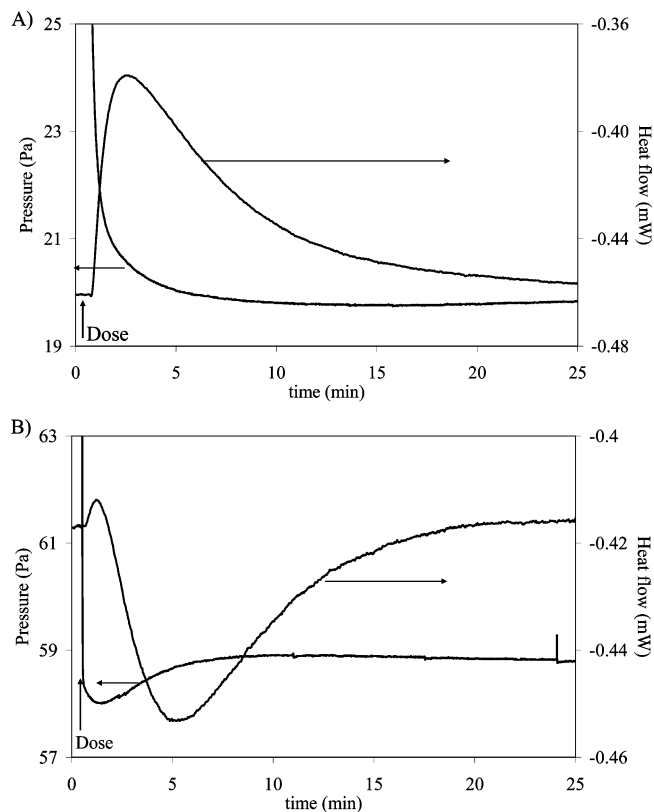 A)
25
23
21
19
Pressure (Pa)
-0.36
-0.40
-0.44
-0.48
Heat flow (mW)
Dose
0 5 10 15 20 25
time (min)
B)
63
61
59
57
Pressure (Pa)
-0.4
-0.42
-0.44
-0.46
Heat flow (mW)
Dose
0 5 10 15 20 25
time (min)